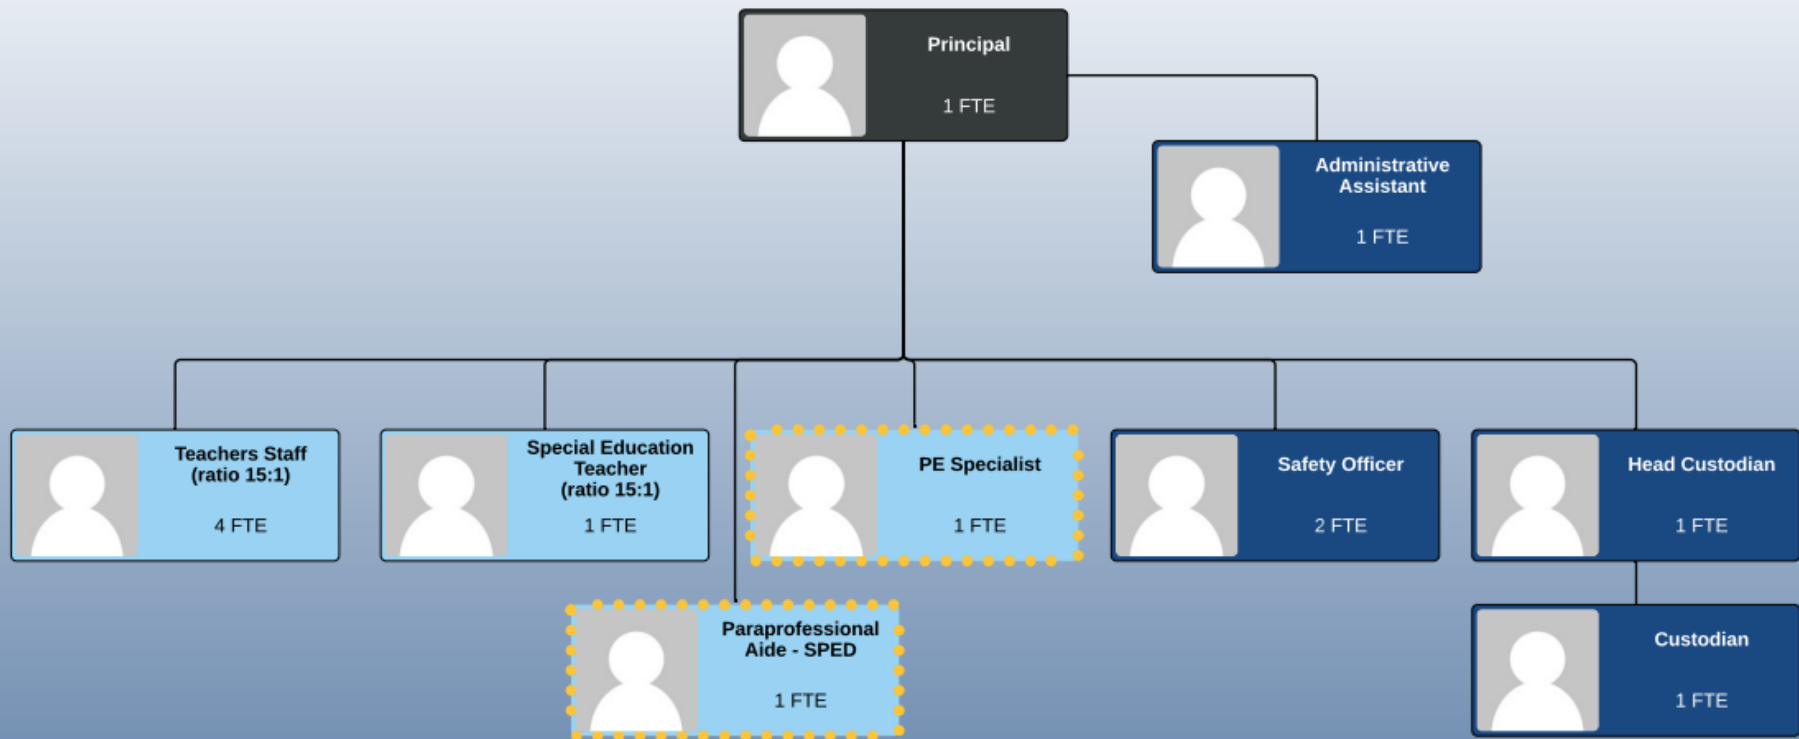 Principal
1 FTE
Administrative
Assistant
1 FTE
Teachers Staff
(ratio 15:1)
4 FTE
Special Education
Teacher
(ratio 15:1)
1 FTE
PE Specialist
1 FTE
Safety Officer
2 FTE
Head Custodian
1 FTE
Paraprofessional
Aide - SPED
1 FTE
Custodian
1 FTE